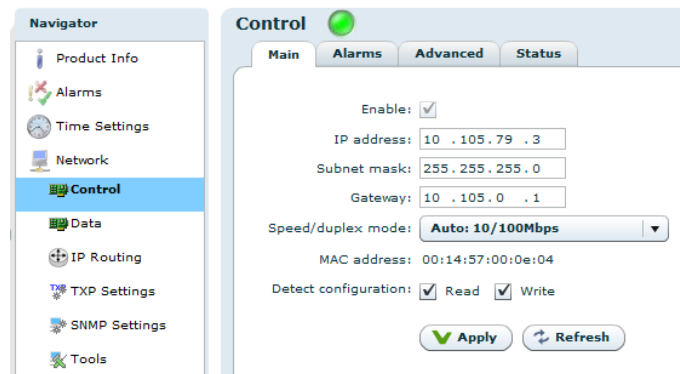 Navigator
Product Info
Alarms
Time Settings
Network
Control
Data
IP Routing
TXP Settings
SNMP Settings
Tools
Control
Main Alarms Advanced Status
Enable:
IP address: 10 .105.79 .3
Subnet mask: 255.255.255.0
Gateway: 10 .105.0 .1
Speed/duplex mode: Auto: 10/100Mbps
MAC address: 00:14:57:00:0e:04
Detect configuration: Read Write
Apply Refresh